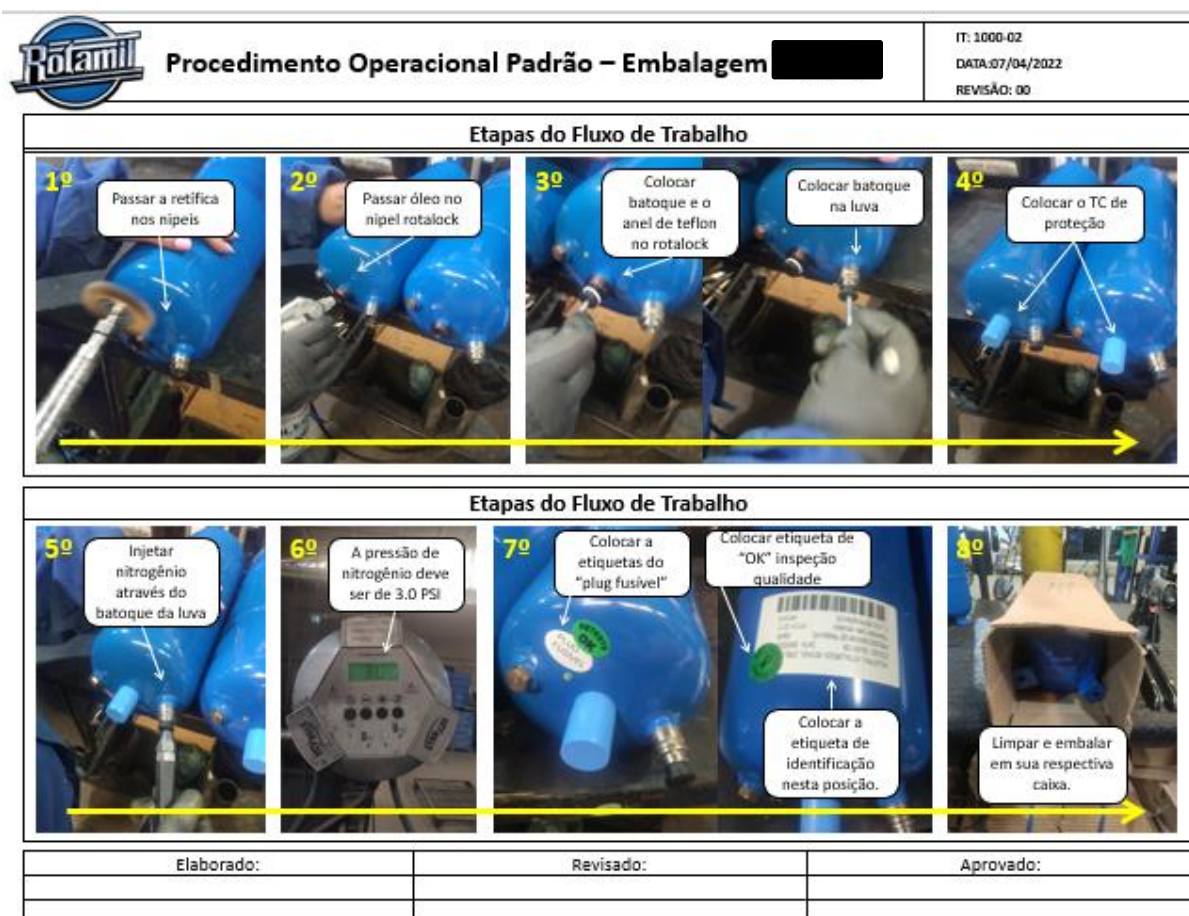 Rotamil
Procedimento Operacional Padrão – Embalagem
IT: 1000-02
DATA:07/04/2022
REVISÃO: 00
Etapas do Fluxo de Trabalho
1º
Passar a retífica
nos nipeis
2º
Passar óleo no
nipel rotalock
3º
Colocar
batoque e o
anel de teflon
no rotalock
Colocar batoque
na luva
4º
Colocar o TC de
proteção
Etapas do Fluxo de Trabalho
5º
Injetar
nitrogênio
através do
batoque da luva
6º
A pressão de
nitrogênio deve
ser de 3.0 PSI
7º
Colocar a
etiquetas do
“plug fusível”
OK
PLUG
FUSÍVEL
Colocar etiqueta de
“OK” inspeção
qualidade
Colocar a
etiqueta de
identificação
nesta posição.
8º
Limpar e embalar
em sua respectiva
caixa.
Elaborado:
Revisado:
Aprovado: